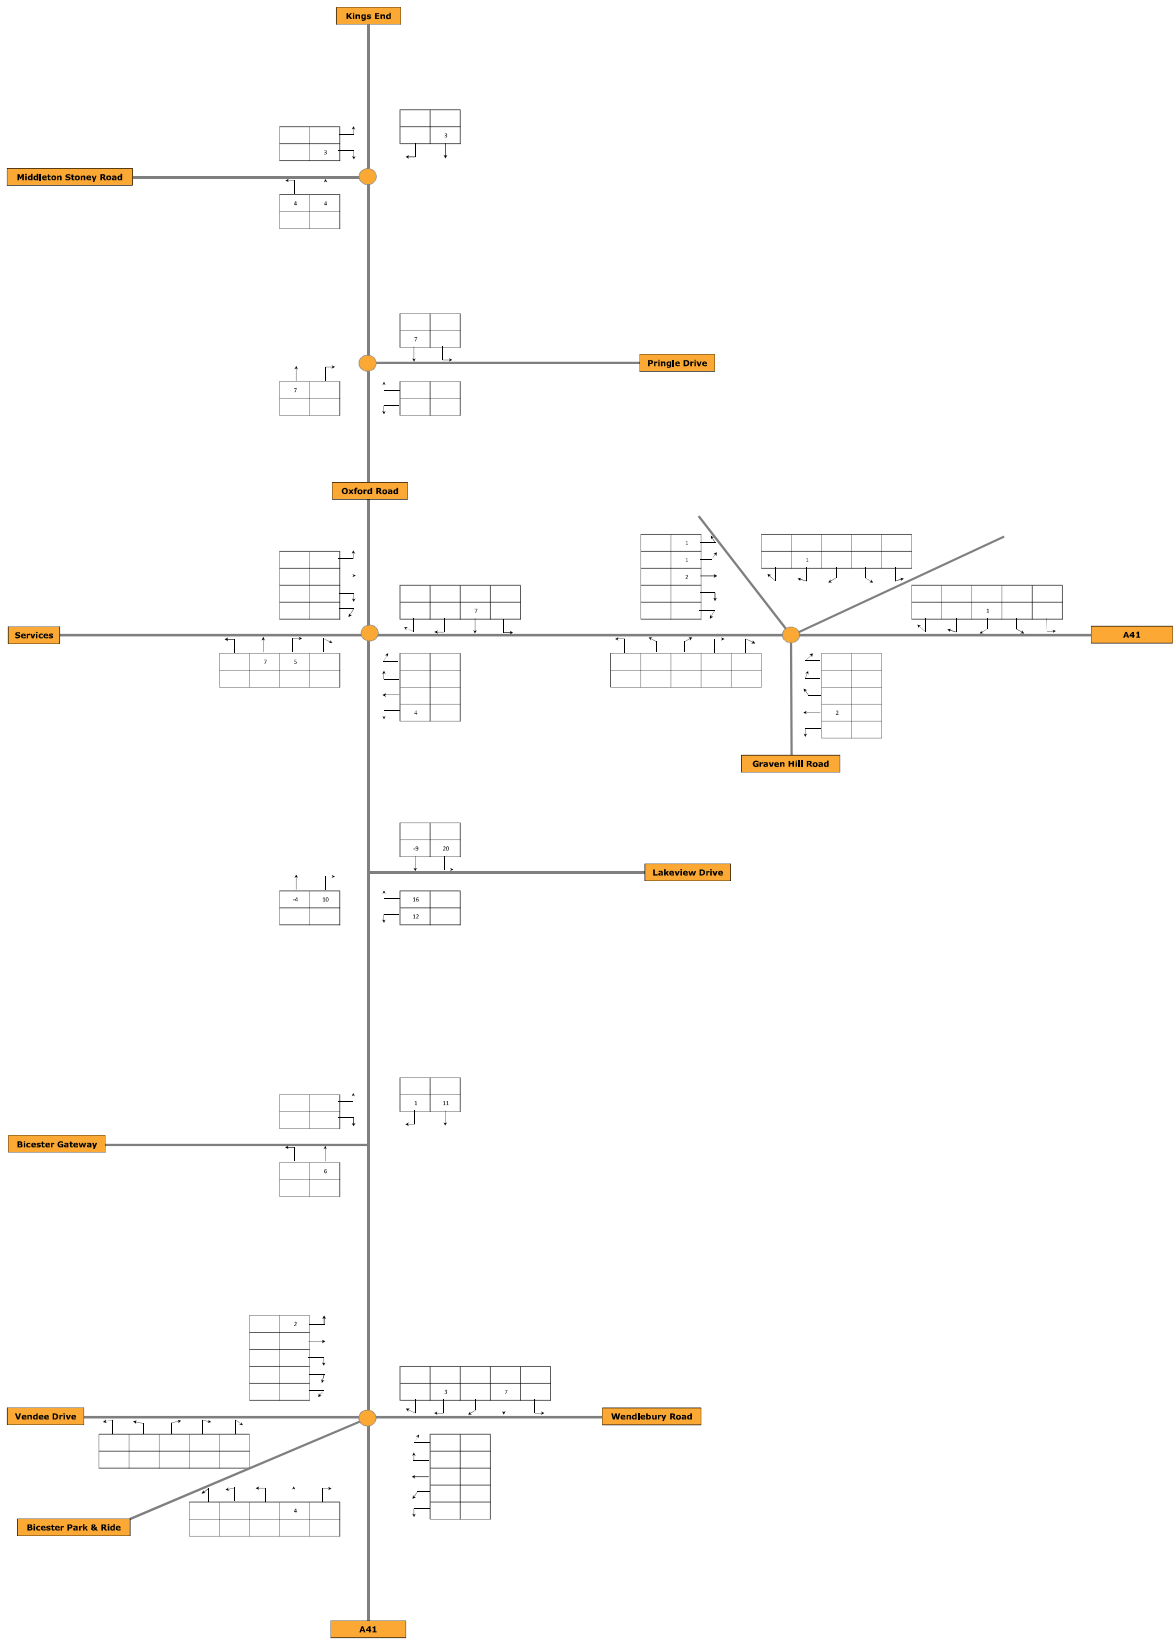 Kings End
3
3
Middleton Stoney Road
4 4
7
Pringle Drive
7
Oxford Road
1
1 1
2
7 1
Services
A41
7 5
4 2
Graven Hill Road
-9 20
Lakeview Drive
-4 10 16
12
1 11
Bicester Gateway
6
2
3 7
Vendee Drive
Wendlebury Road
4
Bicester Park & Ride
A41